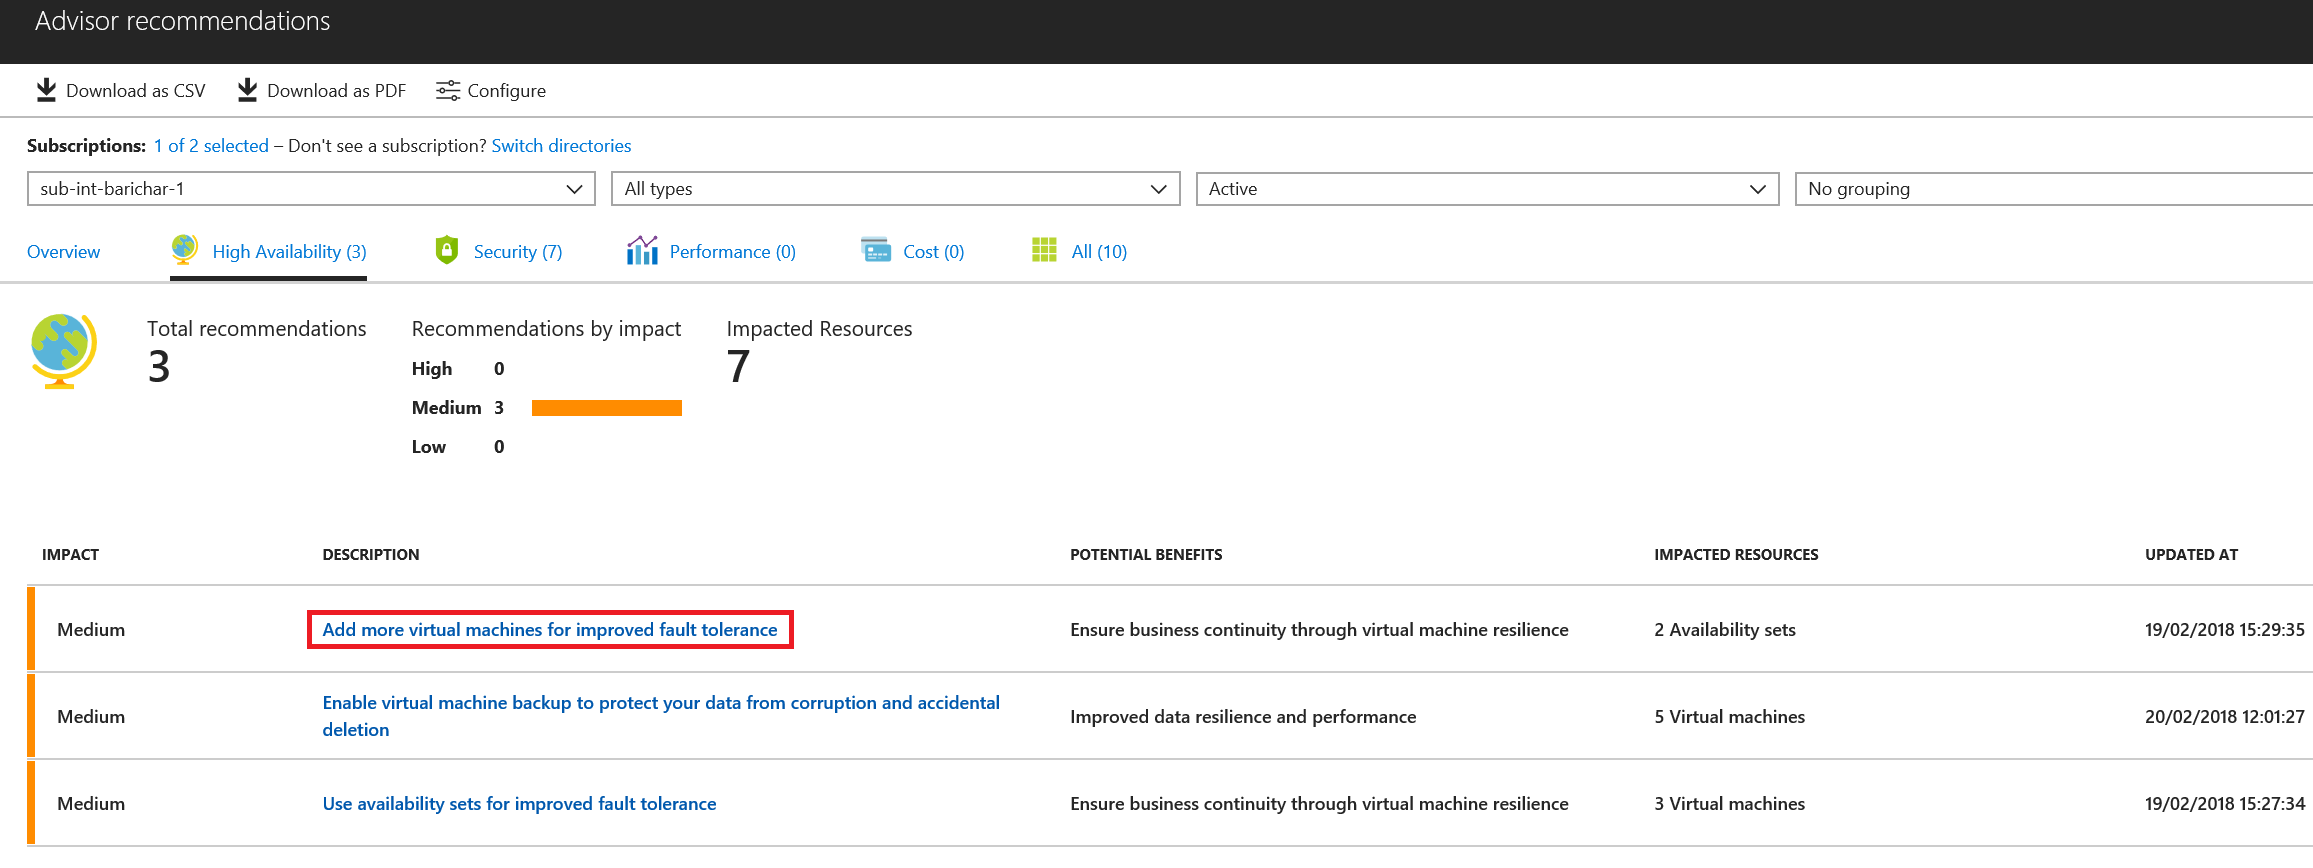 Advisor recommendations
Download as CSV Download as PDF Configure
Subscriptions: 1 of 2 selected – Don't see a subscription? Switch directories
sub-int-barichar-1 All types Active No grouping
Overview High Availability (3) Security (7) Performance (0) Cost (0) All (10)
Total recommendations Recommendations by impact Impacted Resources
3 7
High 0
Medium 3
Low 0
IMPACT DESCRIPTION POTENTIAL BENEFITS IMPACTED RESOURCES UPDATED AT
Medium Add more virtual machines for improved fault tolerance Ensure business continuity through virtual machine resilience 2 Availability sets 19/02/2018 15:29:35
Medium Enable virtual machine backup to protect your data from corruption and accidental
deletion Improved data resilience and performance 5 Virtual machines 20/02/2018 12:01:27
Medium Use availability sets for improved fault tolerance Ensure business continuity through virtual machine resilience 3 Virtual machines 19/02/2018 15:27:34